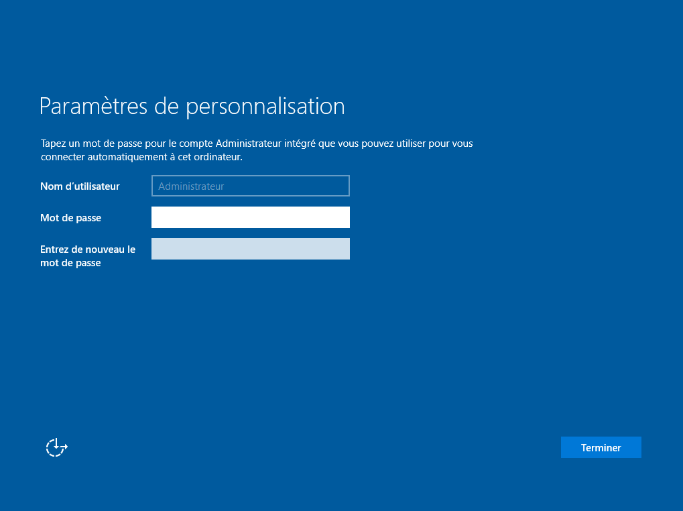 Paramètres de personnalisation
Tapez un mot de passe pour le compte Administrateur intégré que vous pouvez utiliser pour vous
connecter automatiquement à cet ordinateur.
Nom d'utilisateur
Administrateur
Mot de passe
Entrez de nouveau le
mot de passe
Terminer